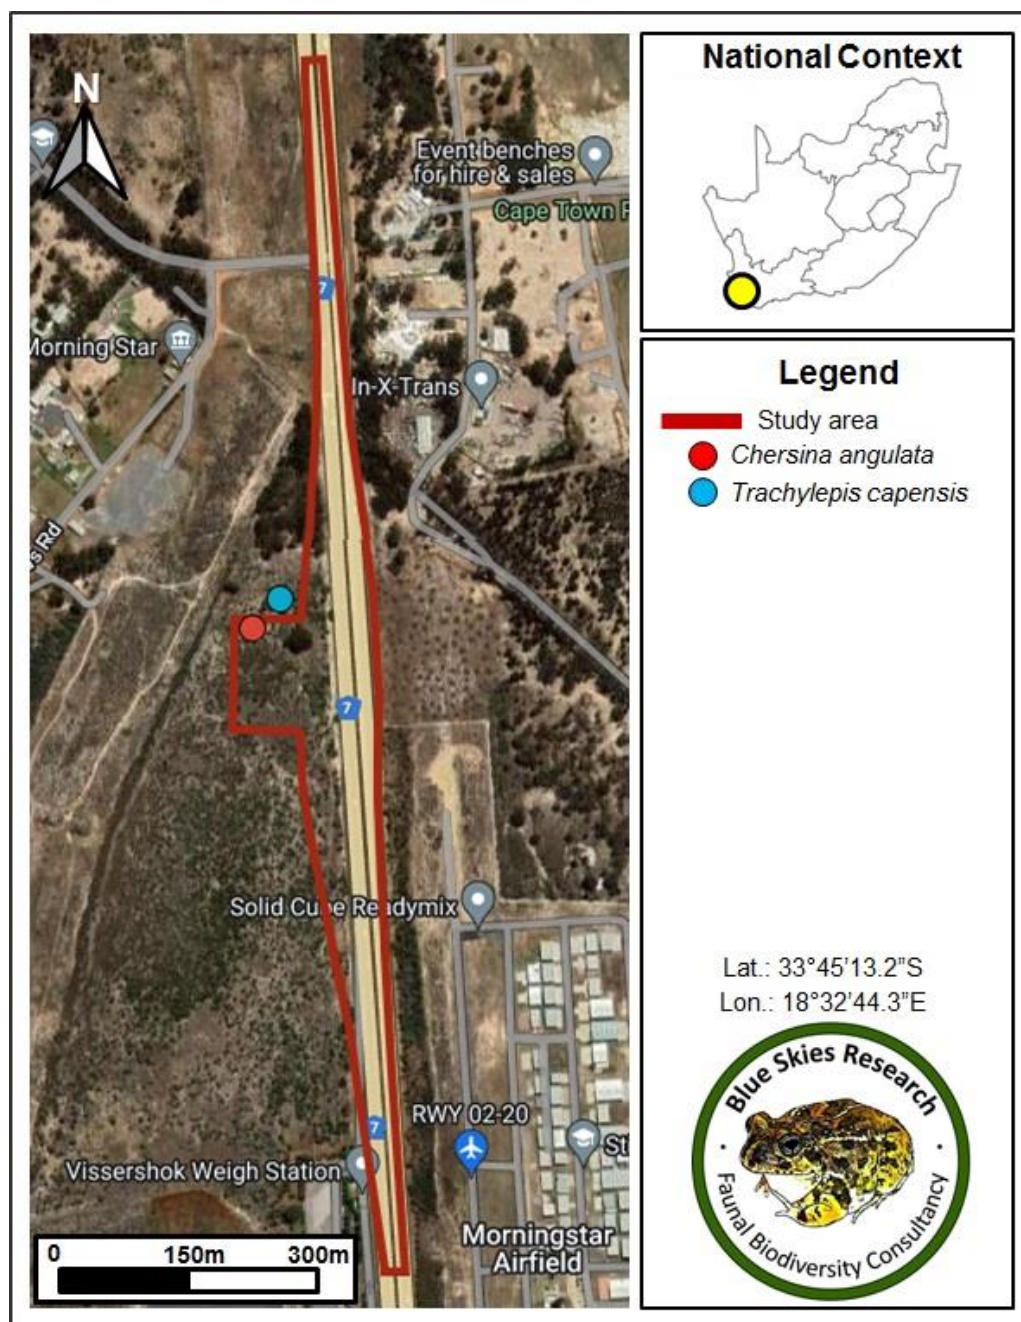 N
Event benches
for hire & sales
Cape Town
7
Morning Star
In-X-Trans
Rd
7
Solid Cube Readymix
RWY 02-20
7
Vissershok Weigh Station
Morningstar
Airfield
0 150m 300m
National Context
Legend
Study area
Chersina angulata
Trachylepis capensis
Lat.: 33°45’13.2”S
Lon.: 18°32’44.3”E
Blue Skies Research
Faunal Biodiversity Consultancy